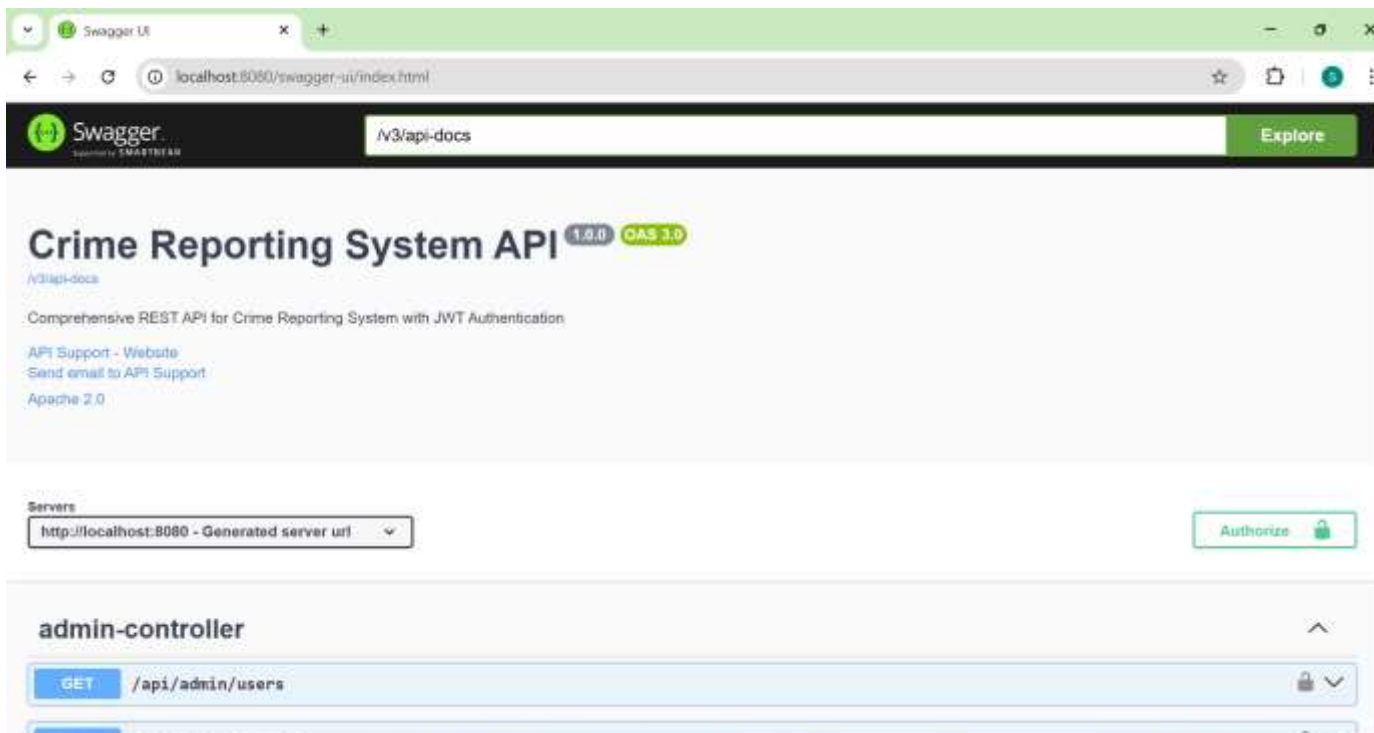 Swagger UI
localhost:8080/swagger-ui/index.html
S
Swagger
Supported by SMARTBEAR
/v3/api-docs
Explore
Crime Reporting System API 1.0.0 OAS 3.0
/v3/api-docs
Comprehensive REST API for Crime Reporting System with JWT Authentication
API Support - Website
Send email to API Support
Apache 2.0
Servers
http://localhost:8080 - Generated server url
Authorize
admin-controller
GET /api/admin/users